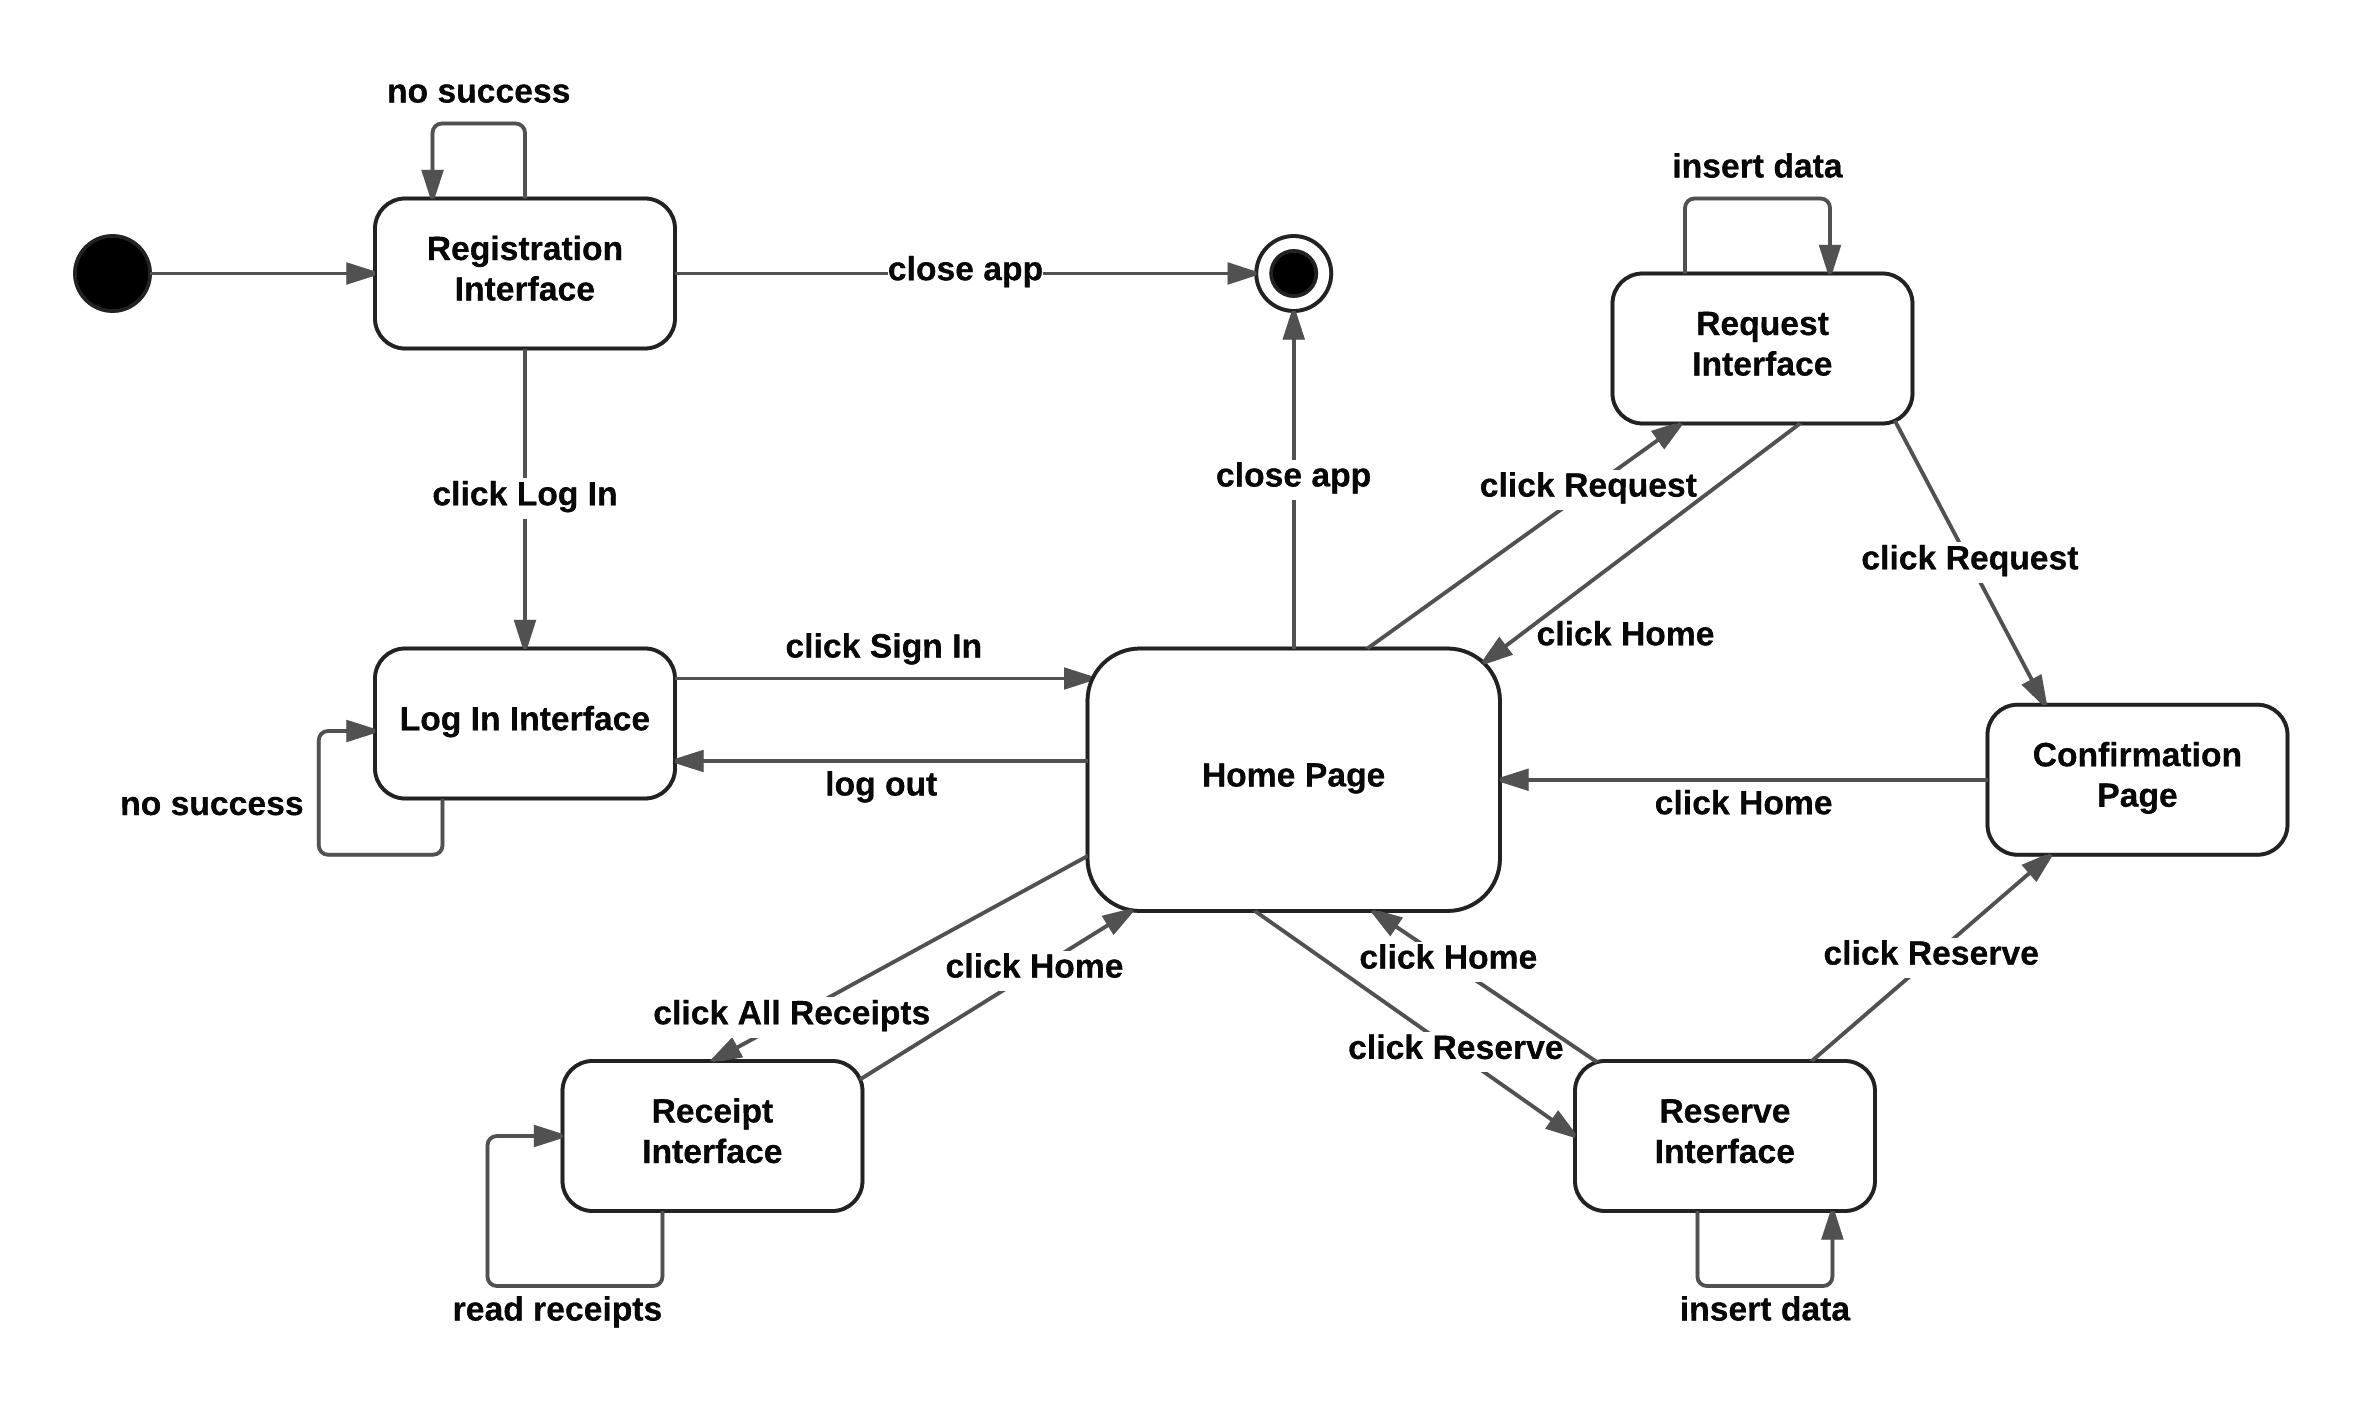 no success
insert data
Registration
Interface
close app
Request
Interface
close app
click Request
click Log In
click Request
click Home
click Sign In
Log In Interface
Home Page
Confirmation
Page
log out
no success
click Home
click Home
click Home
click Reserve
click All Receipts
click Reserve
Receipt
Interface
Reserve
Interface
read receipts
insert data